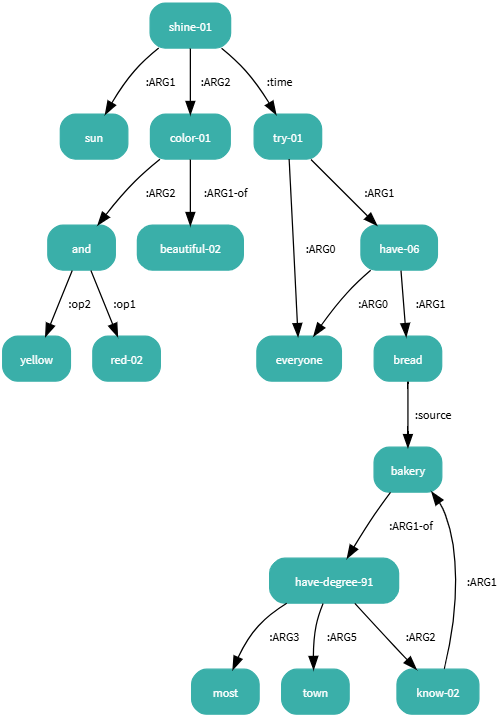 shine-01
:ARG1 :ARG2 :time
sun color-01 try-01
:ARG2 :ARG1-of :ARG0 :ARG1
and beautiful-02 have-06
:op2 :op1 :ARG0 :ARG1
yellow red-02 everyone bread
:source
bakery
:ARG1-of
:ARG1
have-degree-91
:ARG3 :ARG5 :ARG2
most town know-02